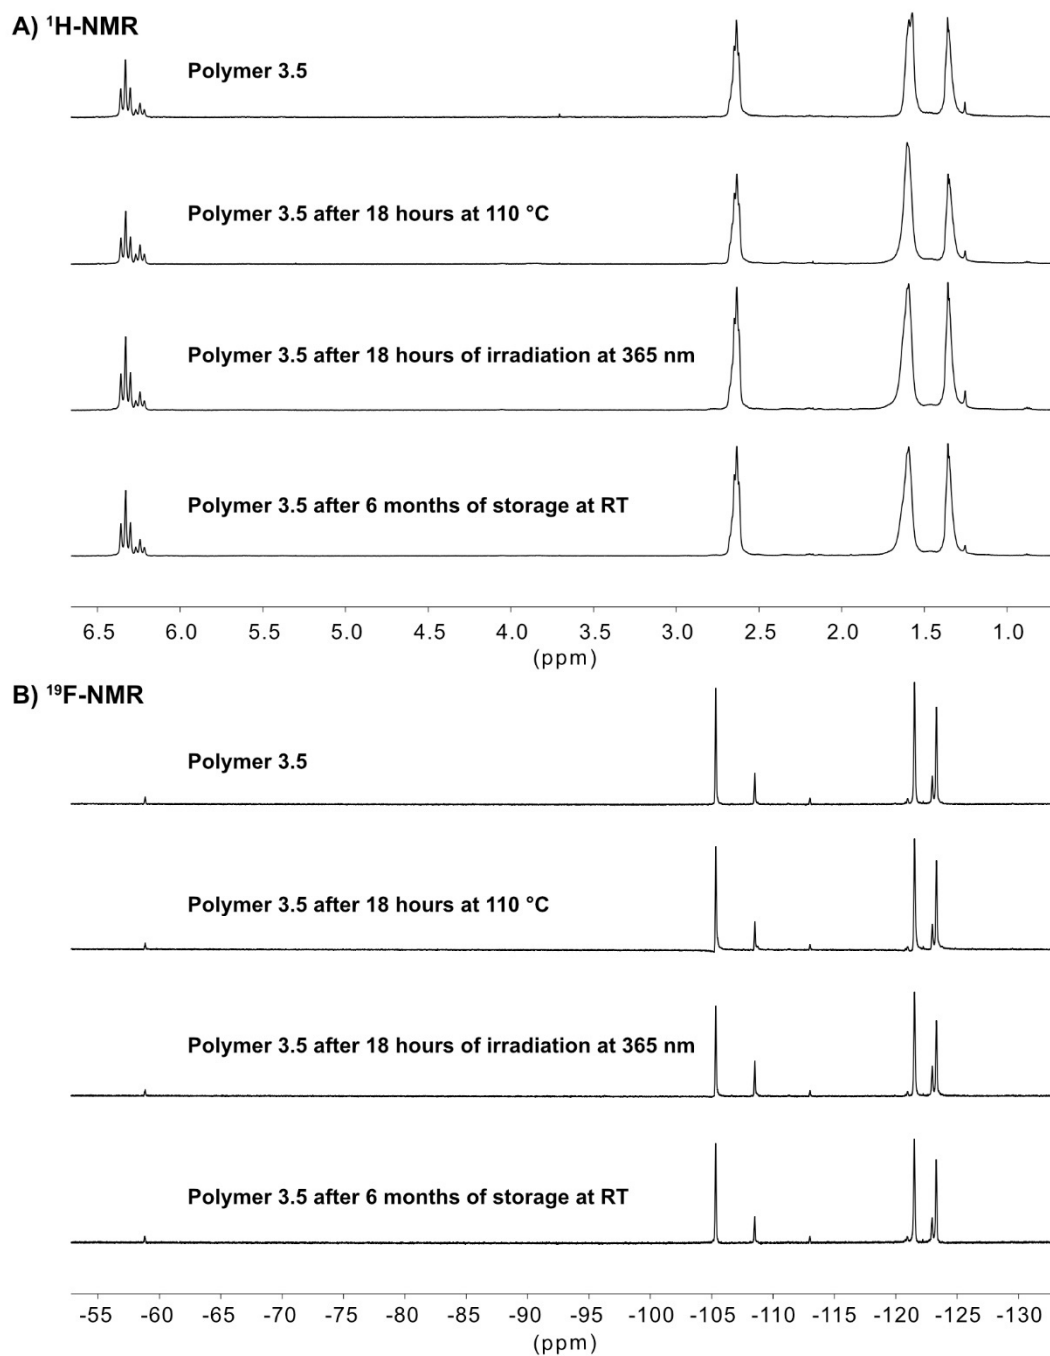 A) ¹H-NMR
Polymer 3.5
Polymer 3.5 after 18 hours at 110 °C
Polymer 3.5 after 18 hours of irradiation at 365 nm
Polymer 3.5 after 6 months of storage at RT
6.5 6.0 5.5 5.0 4.5 4.0 3.5 3.0 2.5 2.0 1.5 1.0
(ppm)
B) ¹⁹F-NMR
Polymer 3.5
Polymer 3.5 after 18 hours at 110 °C
Polymer 3.5 after 18 hours of irradiation at 365 nm
Polymer 3.5 after 6 months of storage at RT
-55 -60 -65 -70 -75 -80 -85 -90 -95 -100 -105 -110 -115 -120 -125 -130
(ppm)